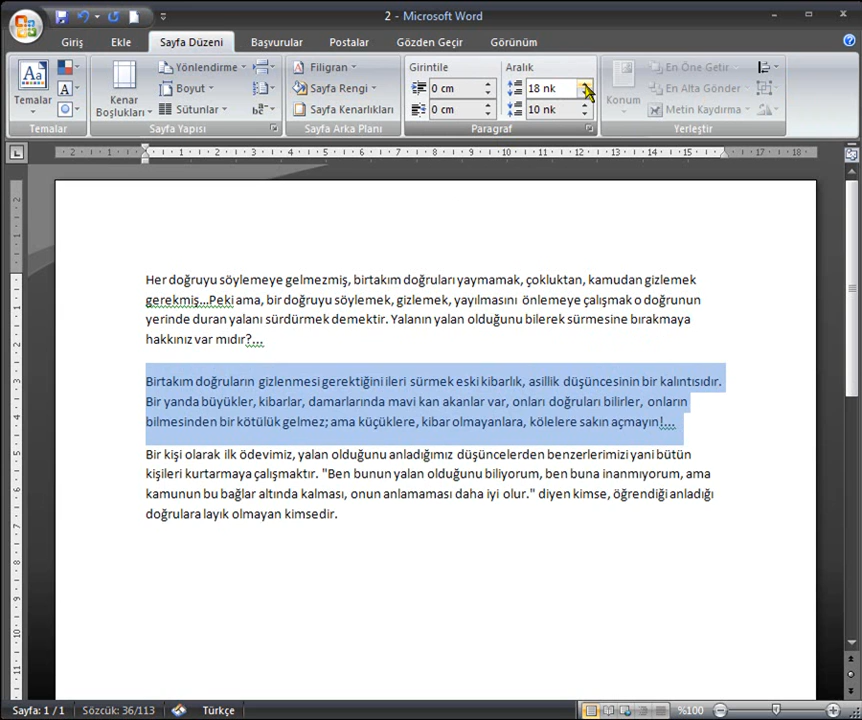 2 - Microsoft Word
Giriş Ekle Sayfa Düzeni Başvurular Postalar Gözden Geçir Görünüm
Temalar
Temalar
Kenar Boşlukları
Yönlendirme
Boyut
Sütunlar
Sayfa Yapısı
Filigran
Sayfa Rengi
Sayfa Kenarlıkları
Sayfa Arka Planı
Girintile
0 cm
0 cm
Aralık
18 nk
10 nk
Paragraf
Konum
En Öne Getir
En Alta Gönder
Metin Kaydırma
Yerleştir
Her doğruyu söylemeye gelmezmiş, birtakım doğruları yaymamak, çokluktan, kamudan gizlemek
gerekmiş...Peki ama, bir doğruyu söylemek, gizlemek, yayılmasını önlemeye çalışmak o doğrunun
yerinde duran yalanı sürdürmek demektir. Yalanın yalan olduğunu bilerek sürmesine bırakmaya
hakkınız var mıdır?...
Birtakım doğruların gizlenmesi gerektiğini ileri sürmek eski kibarlık, asillik düşüncesinin bir kalıntısıdır.
Bir yanda büyükler, kibarlar, damarlarında mavi kan akanlar var, onları doğruları bilirler, onların
bilmesinden bir kötülük gelmez; ama küçüklere, kibar olmayanlara, kölelere sakın açmayın!...
Bir kişi olarak ilk ödevimiz, yalan olduğunu anladığımız düşüncelerden benzerlerimizi yani bütün
kişileri kurtarmaya çalışmaktır. "Ben bunun yalan olduğunu biliyorum, ben buna inanmıyorum, ama
kamunun bu bağlar altında kalması, onun anlamaması daha iyi olur." diyen kimse, öğrendiği anladığı
doğrulara layık olmayan kimsedir.
Sayfa: 1 / 1 Sözcük: 36/113 Türkçe %100